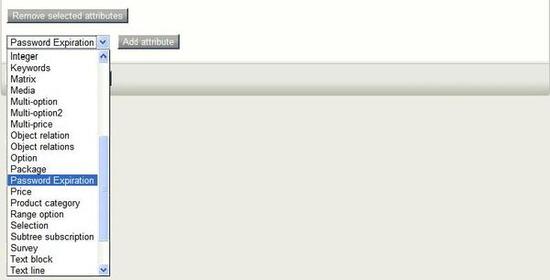 Remove selected attributes
Password Expiration
Add attribute
Integer
Keywords
Matrix
Media
Multi-option
Multi-option2
Multi-price
Object relation
Object relations
Option
Package
Password Expiration
Price
Product category
Range option
Selection
Subtree subscription
Survey
Text block
Text line